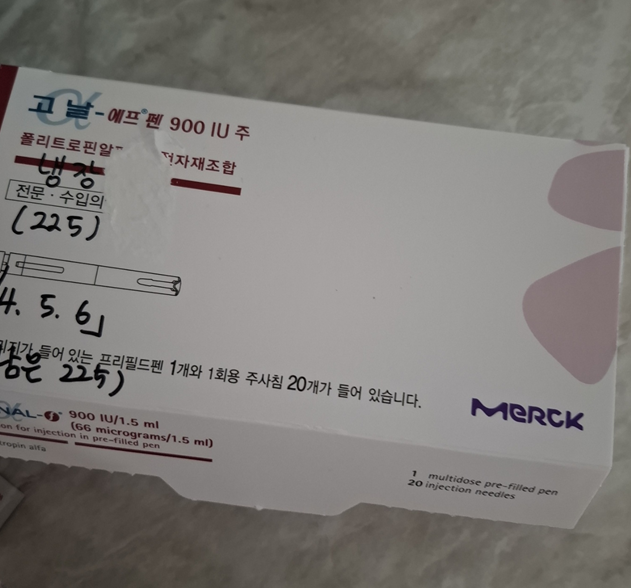 고날-에프®펜 900 IU 주
폴리트로핀알 전자재조합
냉장
전문·수입의
(225)
4. 5. 6」
들어 있는 프리필드펜 1개와 1회용 주사침 20개가 들어 있습니다.
남은 225)
MERCK
NAL-f® 900 IU/1.5 ml
(66 micrograms/1.5 ml)
on for injection in pre-filled pen
tropin alfa
1 multidose pre-filled pen
20 injection needles